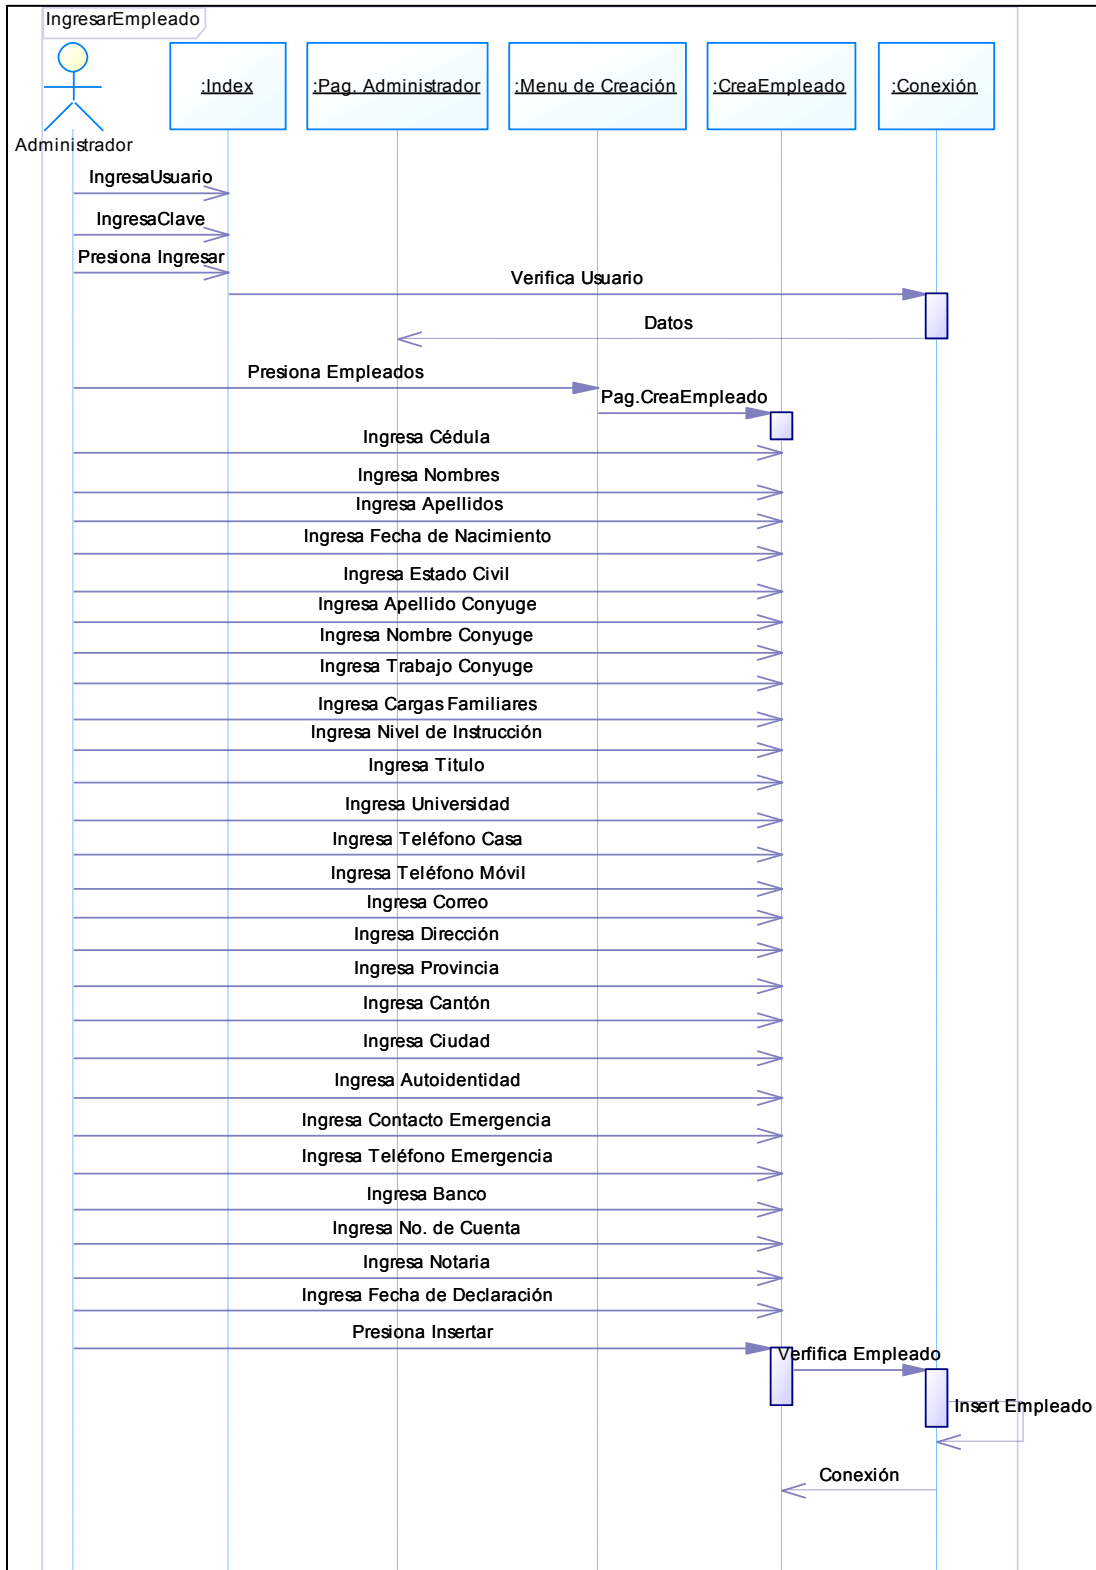 IngresarEmpleado
:Index
:Pag. Administrador
:Menu de Creación
:CreaEmpleado
:Conexión
Administrador
IngresaUsuario
IngresaClave
Presiona Ingresar
Verifica Usuario
Datos
Presiona Empleados
Pag.CreaEmpleado
Ingresa Cédula
Ingresa Nombres
Ingresa Apellidos
Ingresa Fecha de Nacimiento
Ingresa Estado Civil
Ingresa Apellido Conyuge
Ingresa Nombre Conyuge
Ingresa Trabajo Conyuge
Ingresa Cargas Familiares
Ingresa Nivel de Instrucción
Ingresa Titulo
Ingresa Universidad
Ingresa Teléfono Casa
Ingresa Teléfono Móvil
Ingresa Correo
Ingresa Dirección
Ingresa Provincia
Ingresa Cantón
Ingresa Ciudad
Ingresa Autoidentidad
Ingresa Contacto Emergencia
Ingresa Teléfono Emergencia
Ingresa Banco
Ingresa No. de Cuenta
Ingresa Notaria
Ingresa Fecha de Declaración
Presiona Insertar
Verfifica Empleado
Insert Empleado
Conexión